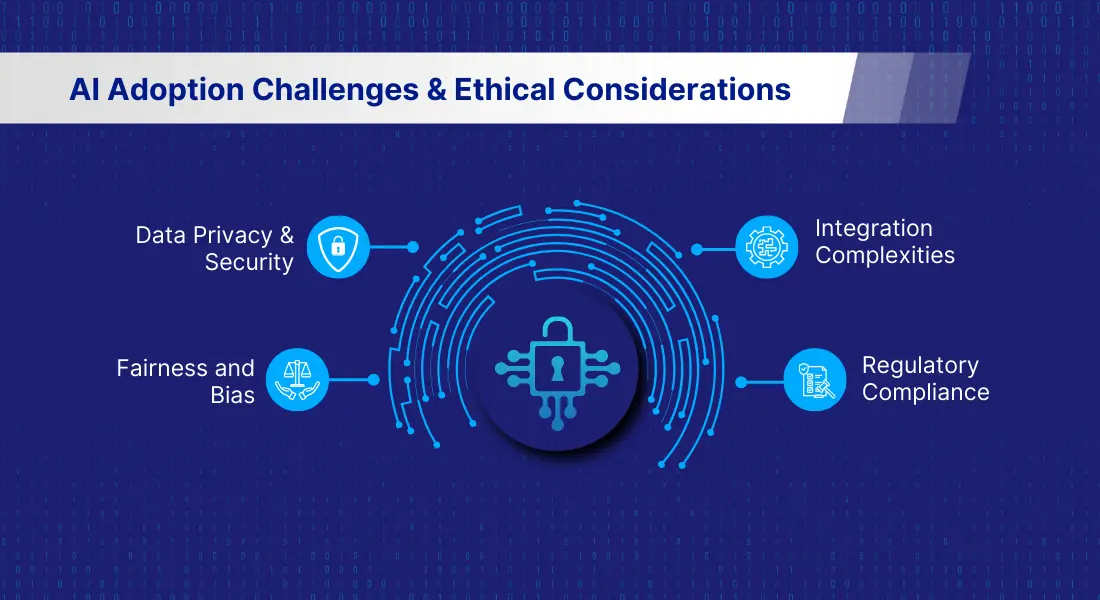 AI Adoption Challenges & Ethical Considerations
Data Privacy &
Security
Integration
Complexities
Fairness and
Bias
Regulatory
Compliance